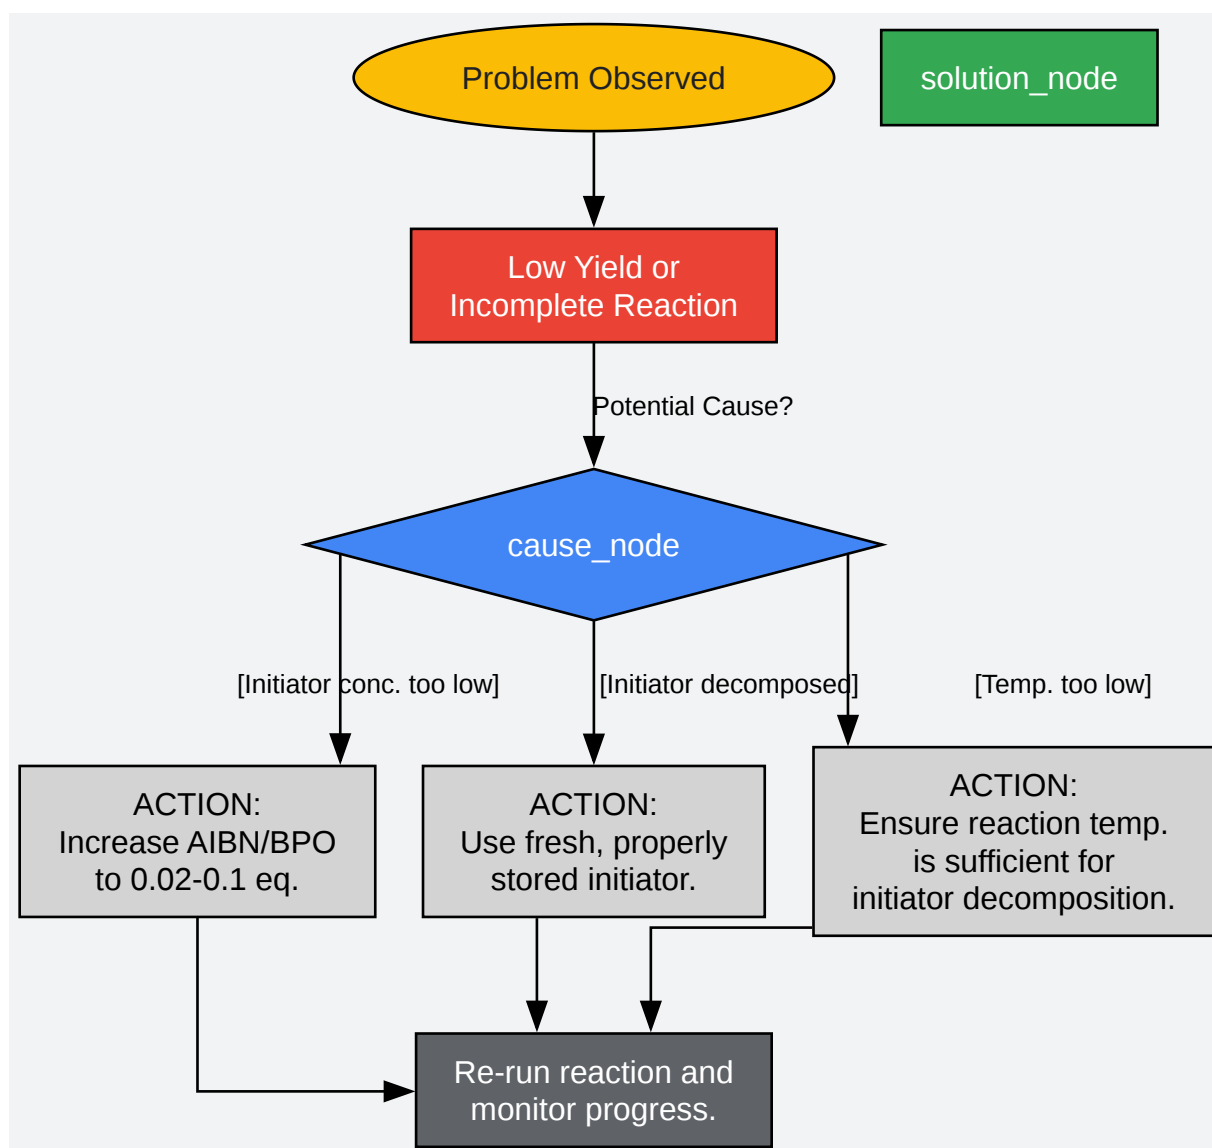 Problem Observed
solution_node
Low Yield or
Incomplete Reaction
Potential Cause?
cause_node
[Initiator conc. too low]
[Initiator decomposed]
[Temp. too low]
ACTION:
Increase AIBN/BPO
to 0.02-0.1 eq.
ACTION:
Use fresh, properly
stored initiator.
ACTION:
Ensure reaction temp.
is sufficient for
initiator decomposition.
Re-run reaction and
monitor progress.